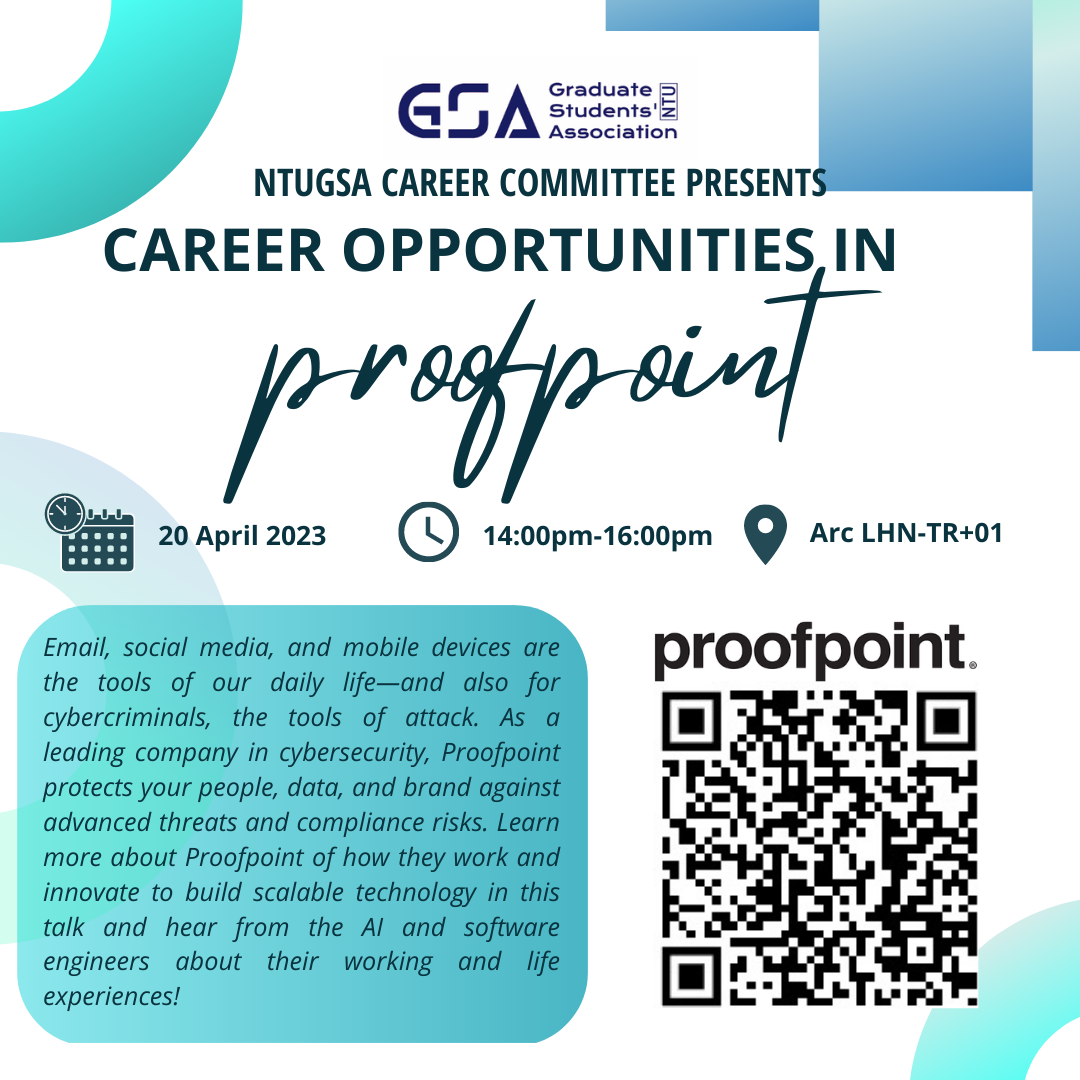 GSA Graduate
Students'
Association
NTU
NTUGSA CAREER COMMITTEE PRESENTS
CAREER OPPORTUNITIES IN
proofpoint
20 April 2023
14:00pm-16:00pm
Arc LHN-TR+01
Email, social media, and mobile devices are
the tools of our daily life—and also for
cybercriminals, the tools of attack. As a
leading company in cybersecurity, Proofpoint
protects your people, data, and brand against
advanced threats and compliance risks. Learn
more about Proofpoint of how they work and
innovate to build scalable technology in this
talk and hear from the AI and software
engineers about their working and life
experiences!
proofpoint®